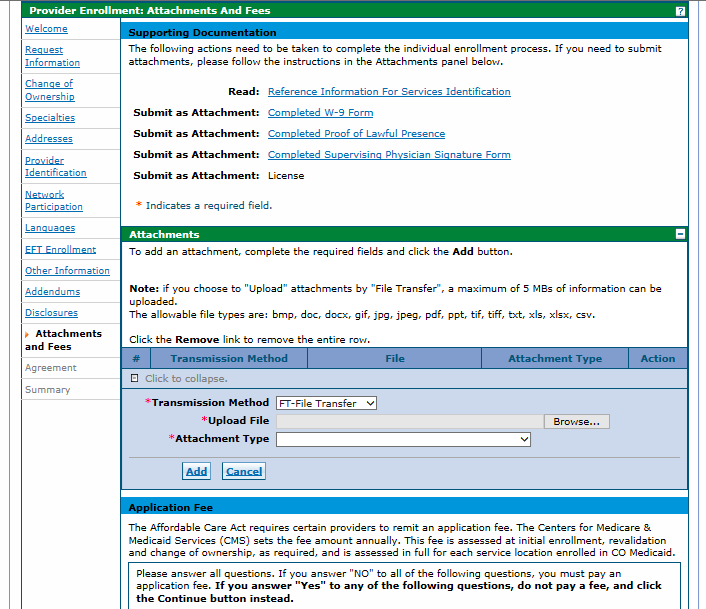 Provider Enrollment: Attachments And Fees
?
Welcome
Request
Information
Change of
Ownership
Specialties
Addresses
Provider
Identification
Network
Participation
Languages
EFT Enrollment
Other Information
Addendums
Disclosures
Attachments
and Fees
Agreement
Summary
Supporting Documentation
The following actions need to be taken to complete the individual enrollment process. If you need to submit
attachments, please follow the instructions in the Attachments panel below.
Read: Reference Information For Services Identification
Submit as Attachment: Completed W-9 Form
Submit as Attachment: Completed Proof of Lawful Presence
Submit as Attachment: Completed Supervising Physician Signature Form
Submit as Attachment: License
* Indicates a required field.
Attachments
To add an attachment, complete the required fields and click the Add button.
Note: if you choose to "Upload" attachments by "File Transfer", a maximum of 5 MBs of information can be
uploaded.
The allowable file types are: bmp, doc, docx, gif, jpg, jpeg, pdf, ppt, tif, tiff, txt, xls, xlsx, csv.
Click the Remove link to remove the entire row.
# Transmission Method File Attachment Type Action
Click to collapse.
*Transmission Method FT-File Transfer
*Upload File Browse...
*Attachment Type
Add Cancel
Application Fee
The Affordable Care Act requires certain providers to remit an application fee. The Centers for Medicare &
Medicaid Services (CMS) sets the fee amount annually. This fee is assessed at initial enrollment, revalidation
and change of ownership, as required, and is assessed in full for each service location enrolled in CO Medicaid.
Please answer all questions. If you answer "NO" to all of the following questions, you must pay an
application fee. If you answer "Yes" to any of the following questions, do not pay a fee, and click
the Continue button instead.